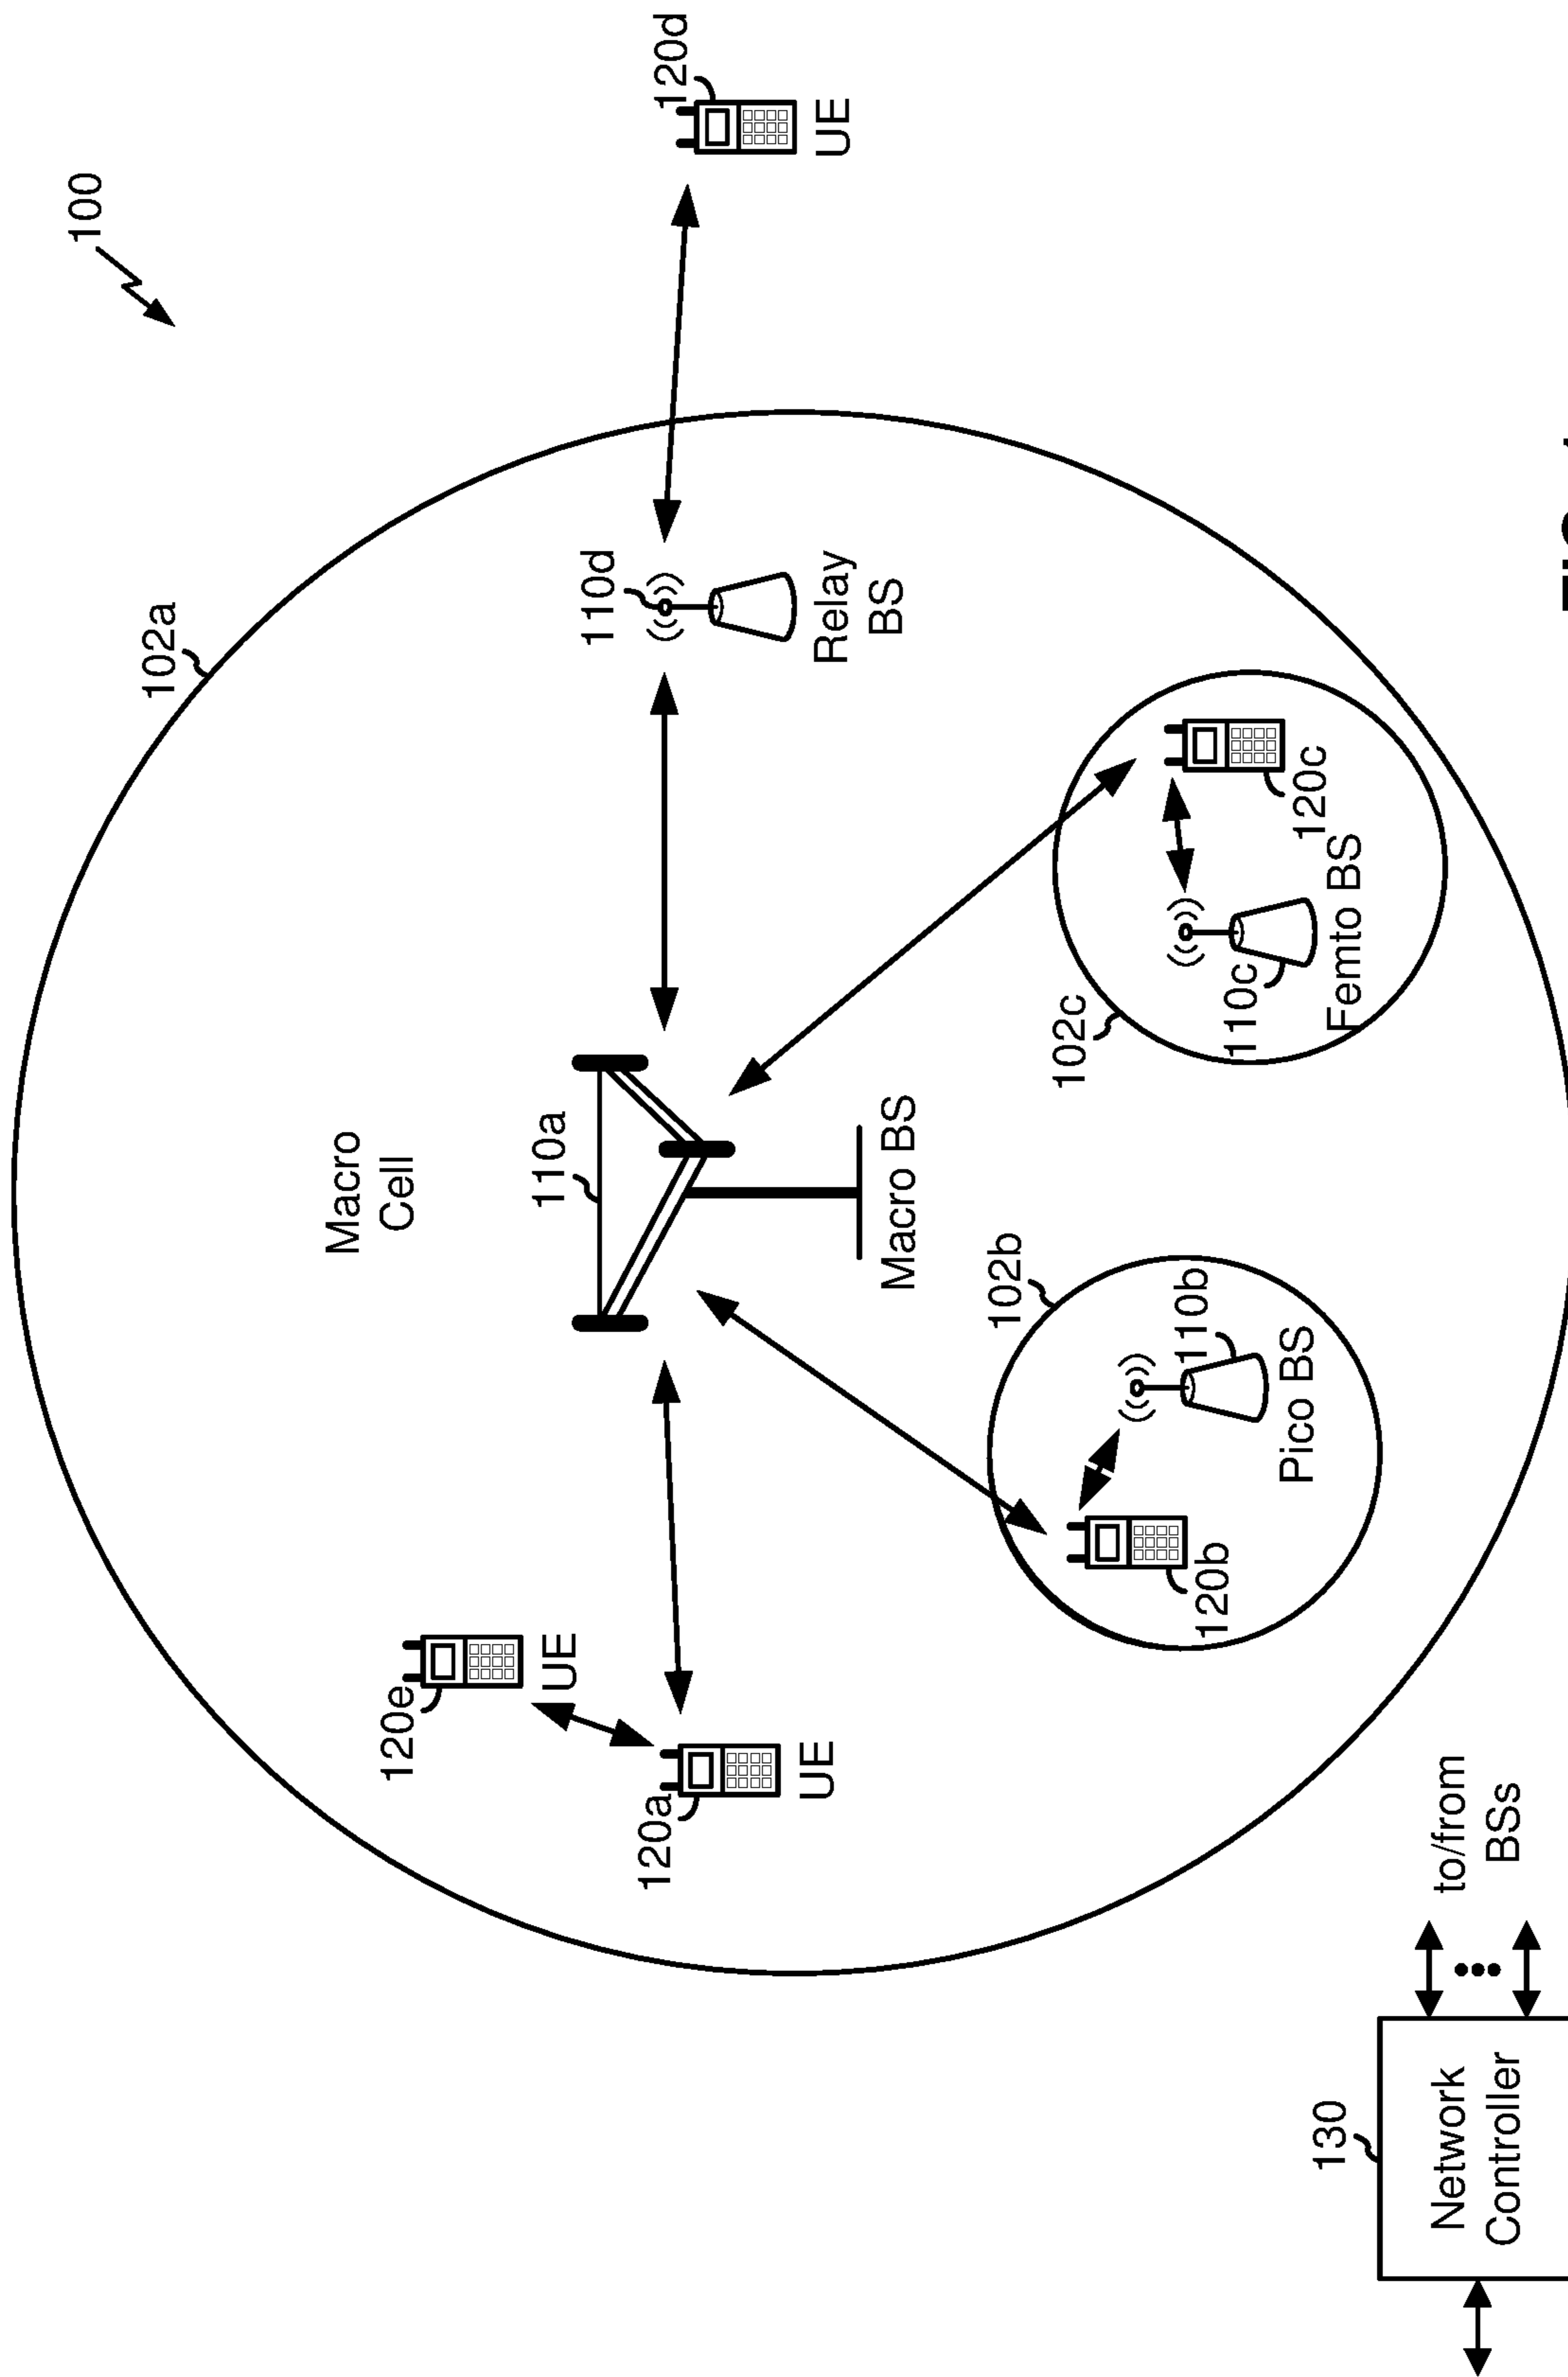 100
102a
Macro
Cell
110a
Macro BS
110d
Relay
BS
120d
UE
120e
UE
120a
UE
102b
110b
Pico BS
120b
102c
110c
Femto BS
120c
130
Network
Controller
to/from
BSs